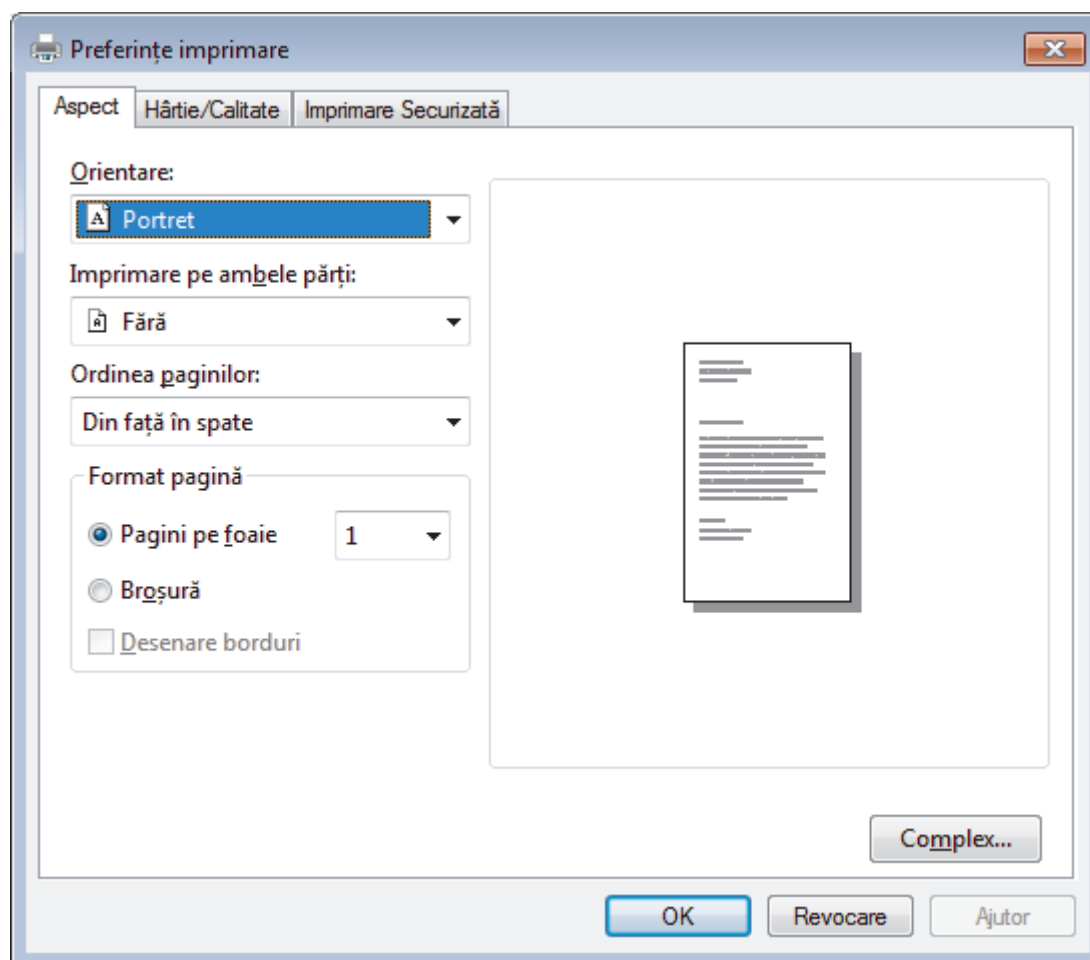 Preferințe imprimare
Aspect Hârtie/Calitate Imprimare Securizată
Orientare:
Portret
Imprimare pe ambele părți:
Fără
Ordinea paginilor:
Din față în spate
Format pagină
Pagini pe foaie 1
Broșură
Desenare borduri
Complex...
OK Revocare Ajutor